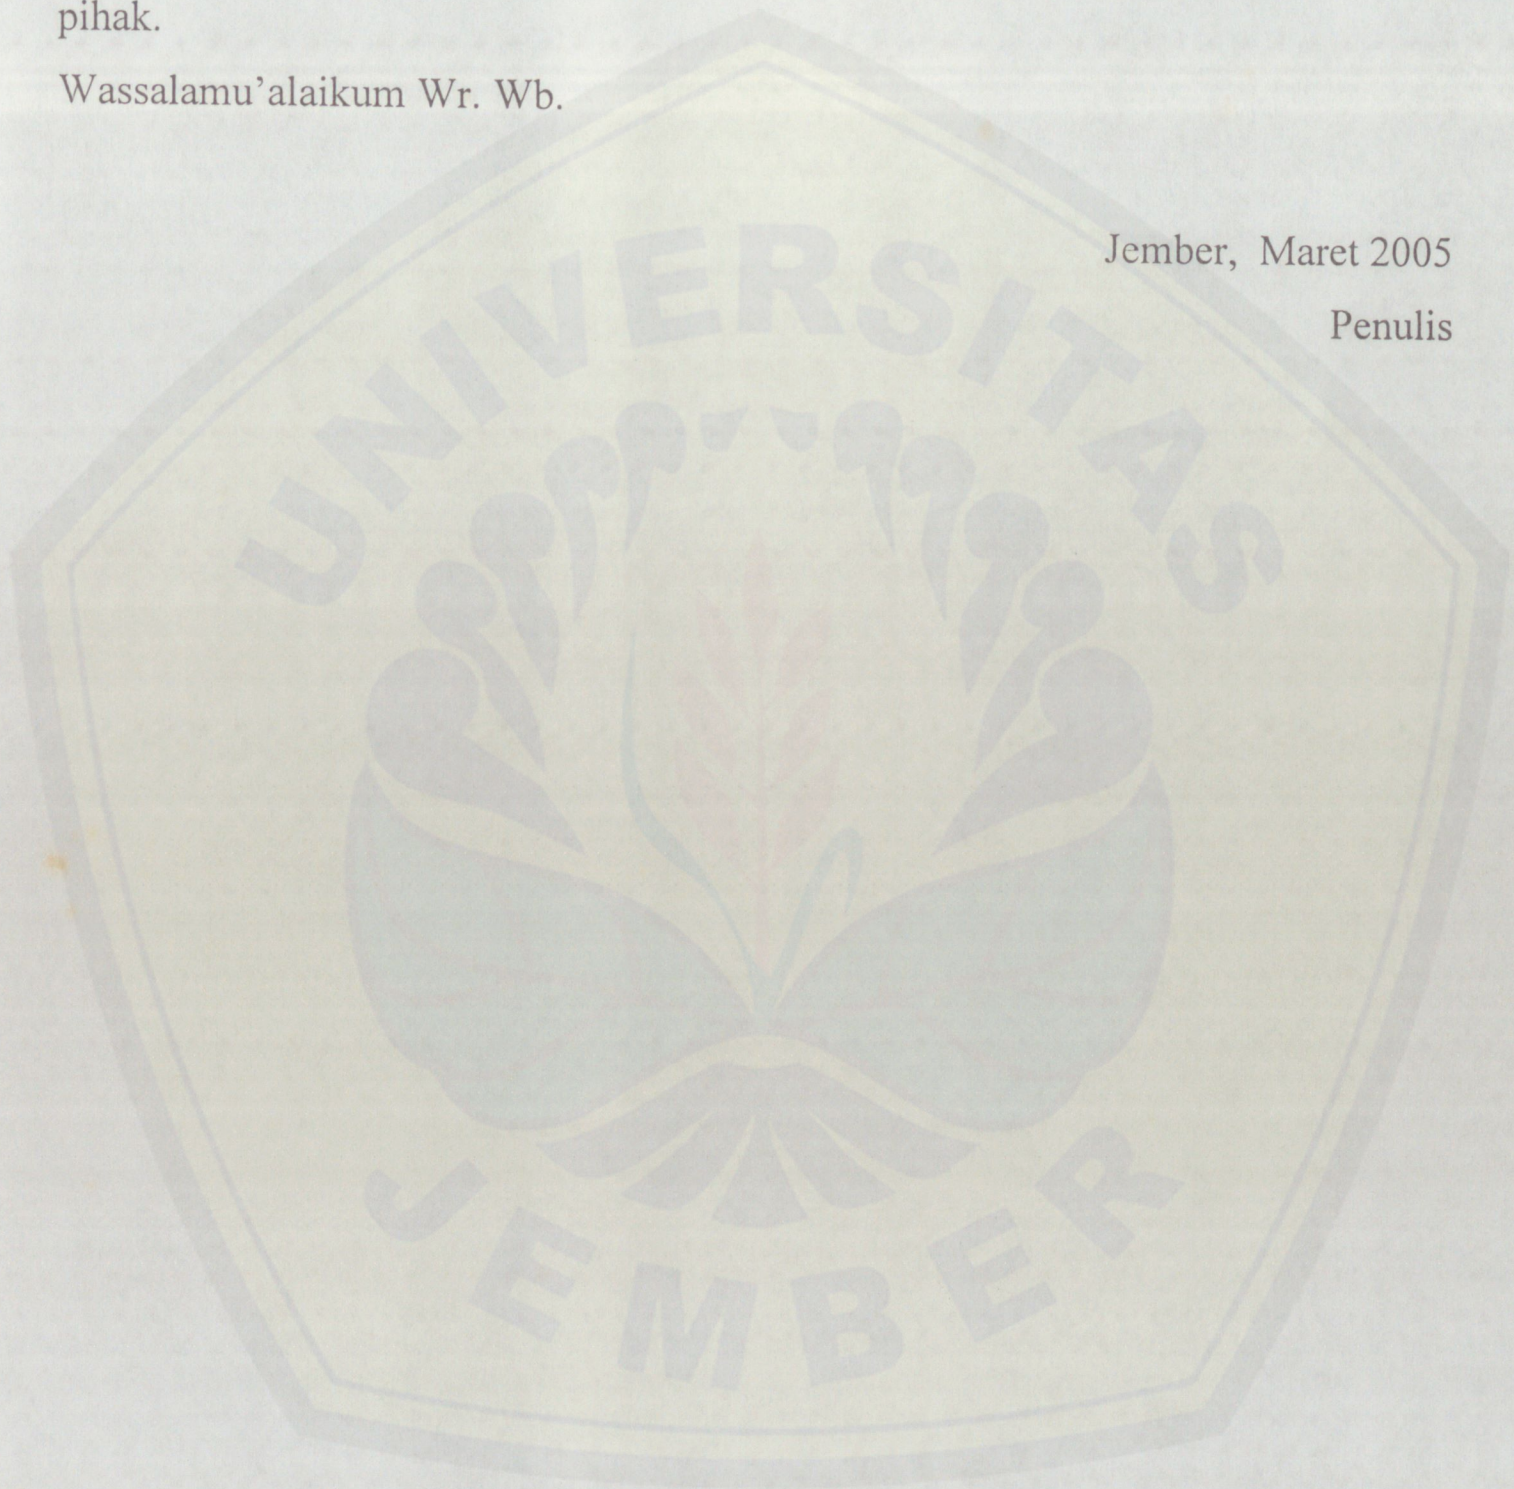 pihak.
Wassalamu'alaikum Wr. Wb.
Jember, Maret 2005
Penulis
UNIVERSITAS
JEMBER